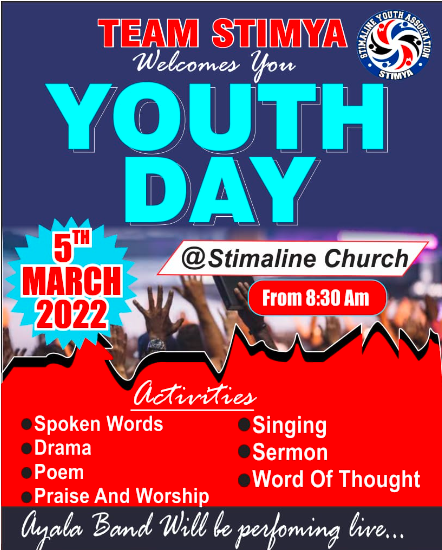 TEAM STIMYA
STIMALINE YOUTH ASSOCIATION
STIMYA
Welcomes You
YOUTH
DAY
5TH
MARCH
2022
@Stimaline Church
From 8:30 Am
Activities
Spoken Words
Drama
Poem
Praise And Worship
Singing
Sermon
Word Of Thought
Ayala Band Will be perfoming live...